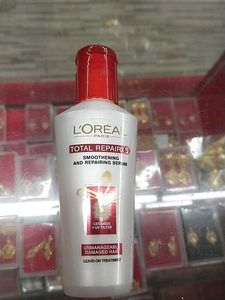 L'ORÉAL
PARIS
TOTAL REPAIR 5
SMOOTHENING
AND REPAIRING SERUM
CERAMIDE
+ UV FILTER
UNMANAGEABLE,
DAMAGED HAIR
LEAVE-ON TREATMENT